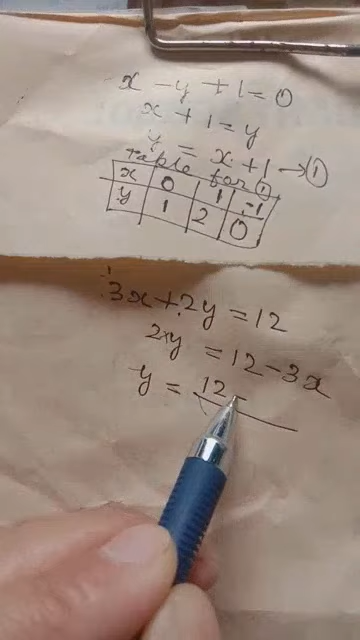 x - y + 1 = 0
x + 1 = y
y = x + 1 → ①
Table for ①
x 0 1 -1
y 1 2 0
3x + 2y = 12
2xy = 12 - 3x
y = 12 -